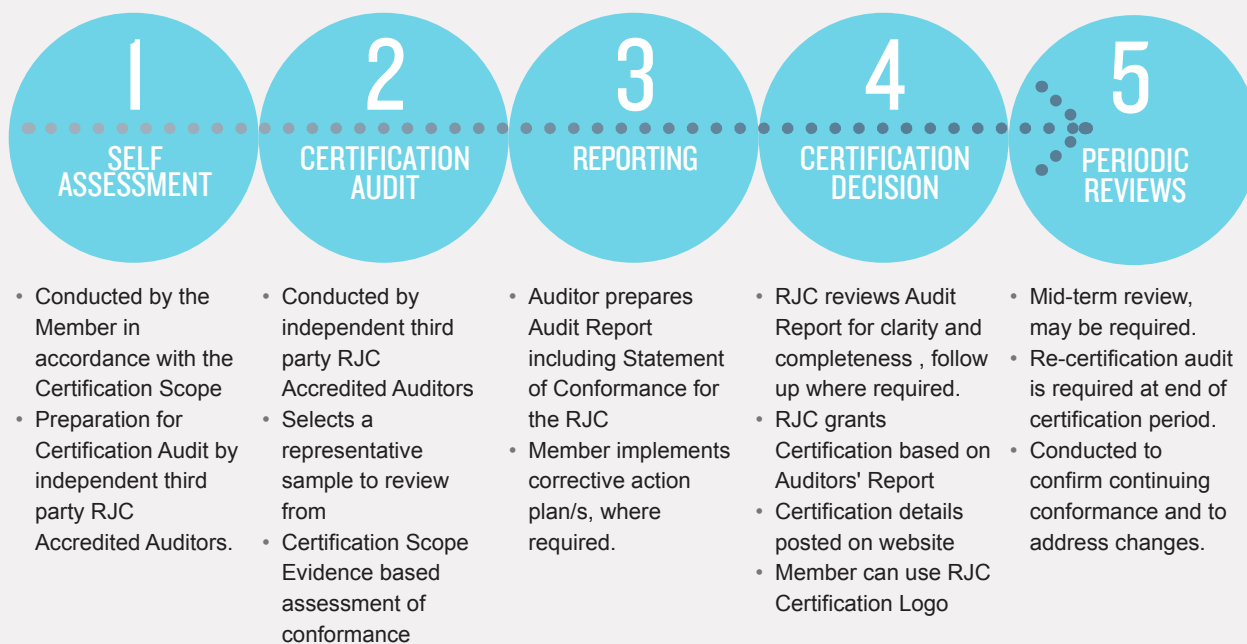 1
SELF
ASSESSMENT
• Conducted by the
Member in
accordance with the
Certification Scope
• Preparation for
Certification Audit by
independent third
party RJC
Accredited Auditors.
2
CERTIFICATION
AUDIT
• Conducted by
independent third
party RJC
Accredited Auditors
• Selects a
representative
sample to review
from
• Certification Scope
Evidence based
assessment of
conformance
3
REPORTING
• Auditor prepares
Audit Report
including Statement
of Conformance for
the RJC
• Member implements
corrective action
plan/s, where
required.
4
CERTIFICATION
DECISION
• RJC reviews Audit
Report for clarity and
completeness , follow
up where required.
• RJC grants
Certification based on
Auditors' Report
• Certification details
posted on website
• Member can use RJC
Certification Logo
5
PERIODIC
REVIEWS
• Mid-term review,
may be required.
• Re-certification audit
is required at end of
certification period.
• Conducted to
confirm continuing
conformance and to
address changes.